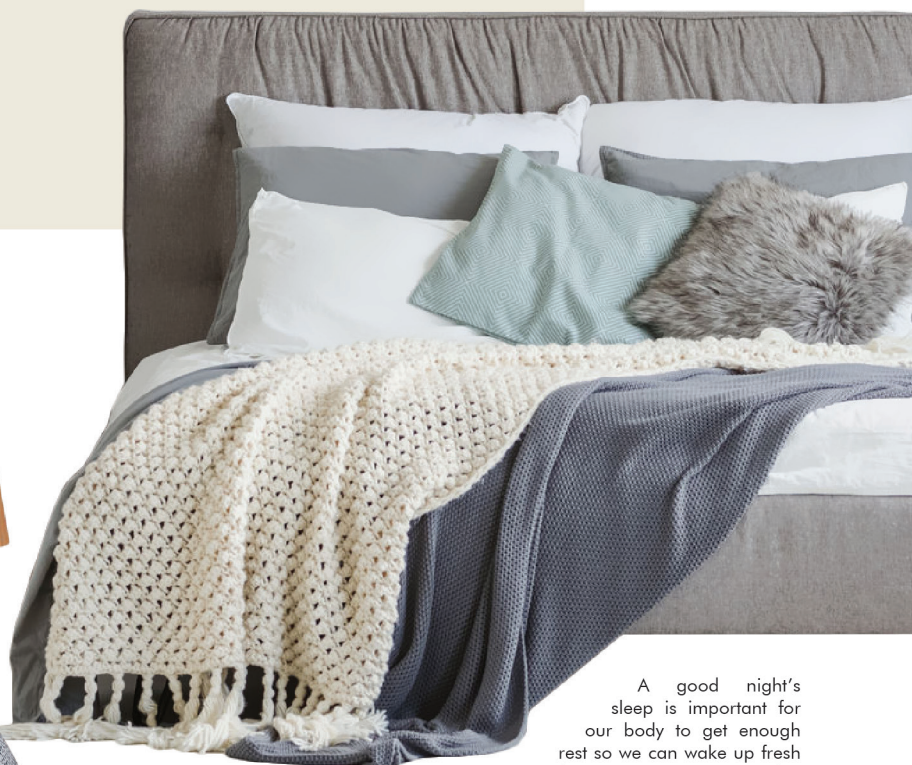 A good night’s
sleep is important for
our body to get enough
rest so we can wake up fresh